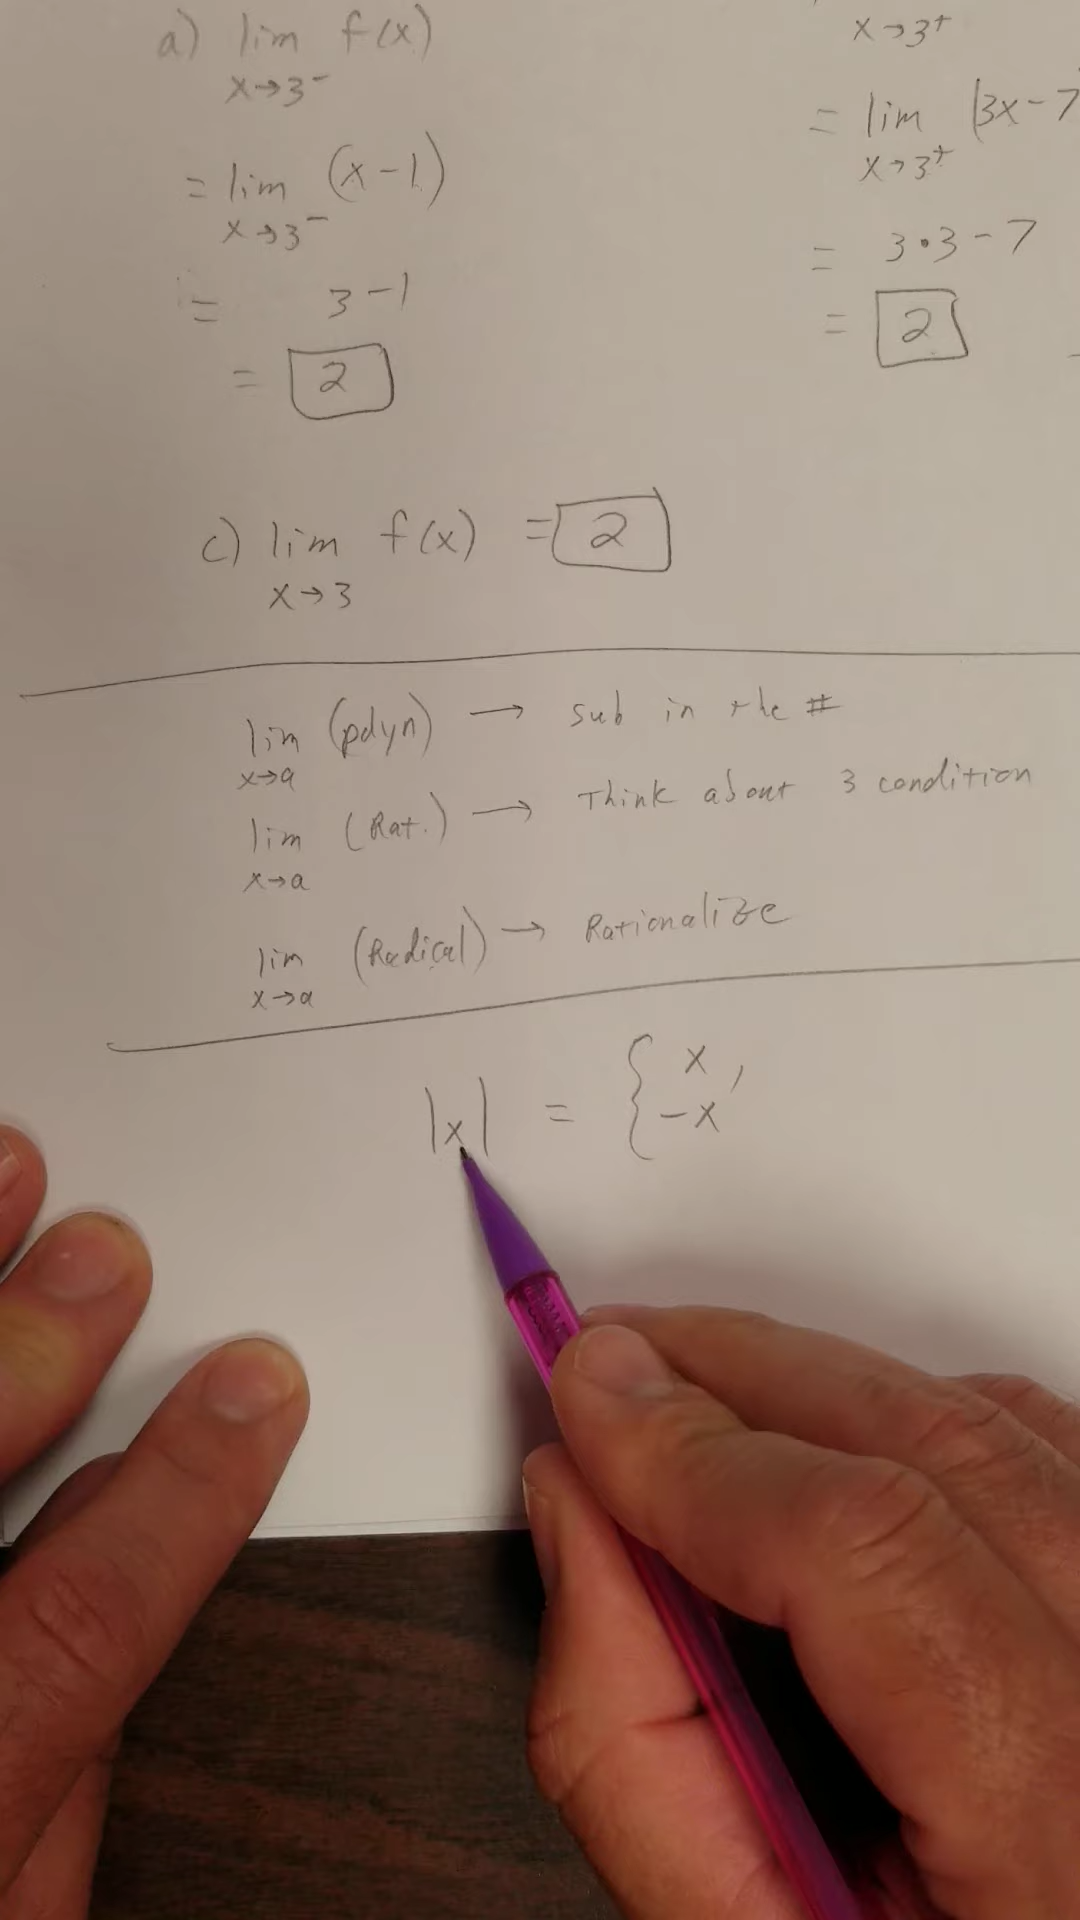 a) lim f(x)
x→3⁻
= lim (x-1)
x→3⁻
= 3-1
= 2
x→3⁺
= lim (3x-7
x→3⁺
= 3·3-7
= 2
c) lim f(x) = 2
x→3
lim (polyn) → sub in the #
x→a
lim (Rat.) → Think about 3 condition
x→a
lim (Radical) → Rationalize
x→a
|x| = { x,
-x